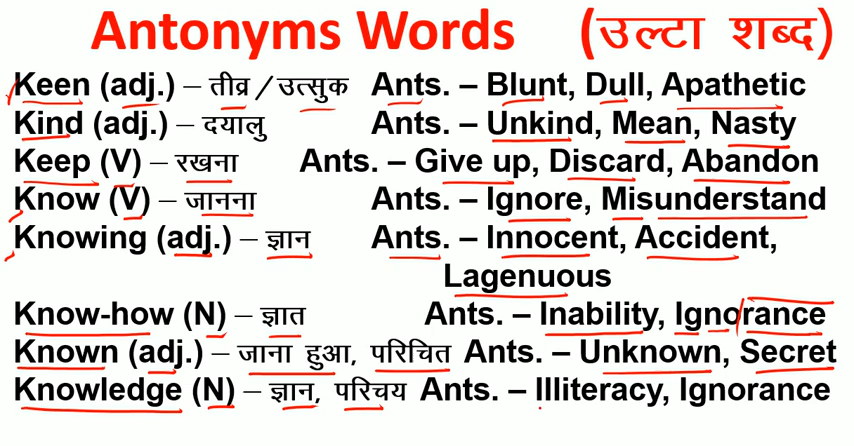 Antonyms Words (उल्टा शब्द)
Keen (adj.) – तीव्र / उत्सुक Ants. – Blunt, Dull, Apathetic
Kind (adj.) – दयालु Ants. – Unkind, Mean, Nasty
Keep (V) – रखना Ants. – Give up, Discard, Abandon
Know (V) – जानना Ants. – Ignore, Misunderstand
Knowing (adj.) – ज्ञान Ants. – Innocent, Accident,
Lagenuous
Know-how (N) – ज्ञात Ants. – Inability, Ignorance
Known (adj.) – जाना हुआ, परिचित Ants. – Unknown, Secret
Knowledge (N) – ज्ञान, परिचय Ants. – Illiteracy, Ignorance